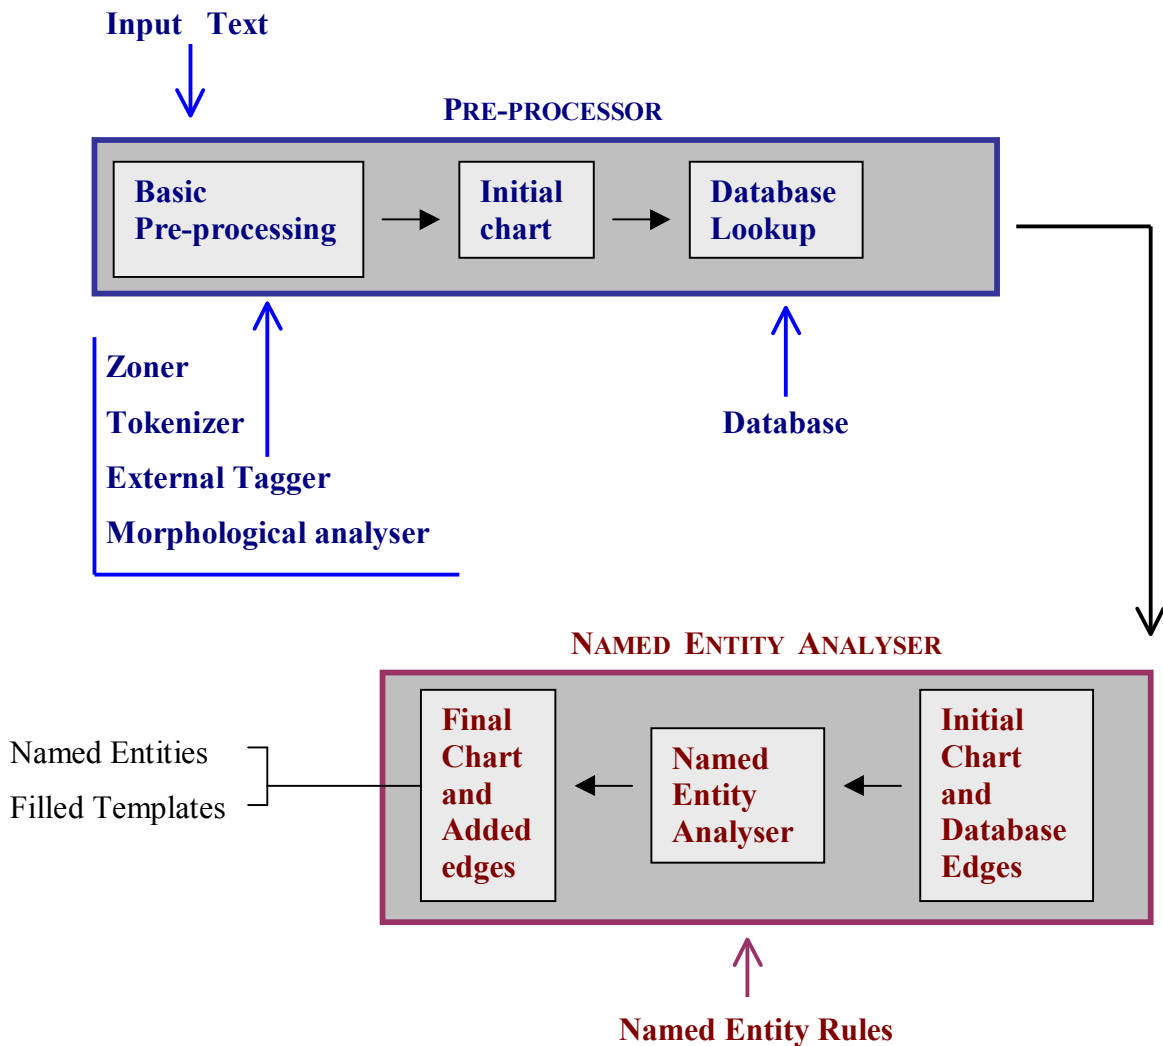 Input Text
PRE-PROCESSOR
Basic
Pre-processing
Initial
chart
Database
Lookup
Zoner
Tokenizer
External Tagger
Morphological analyser
Database
NAMED ENTITY ANALYSER
Named Entities
Filled Templates
Final
Chart
and
Added
edges
Named
Entity
Analyser
Initial
Chart
and
Database
Edges
Named Entity Rules